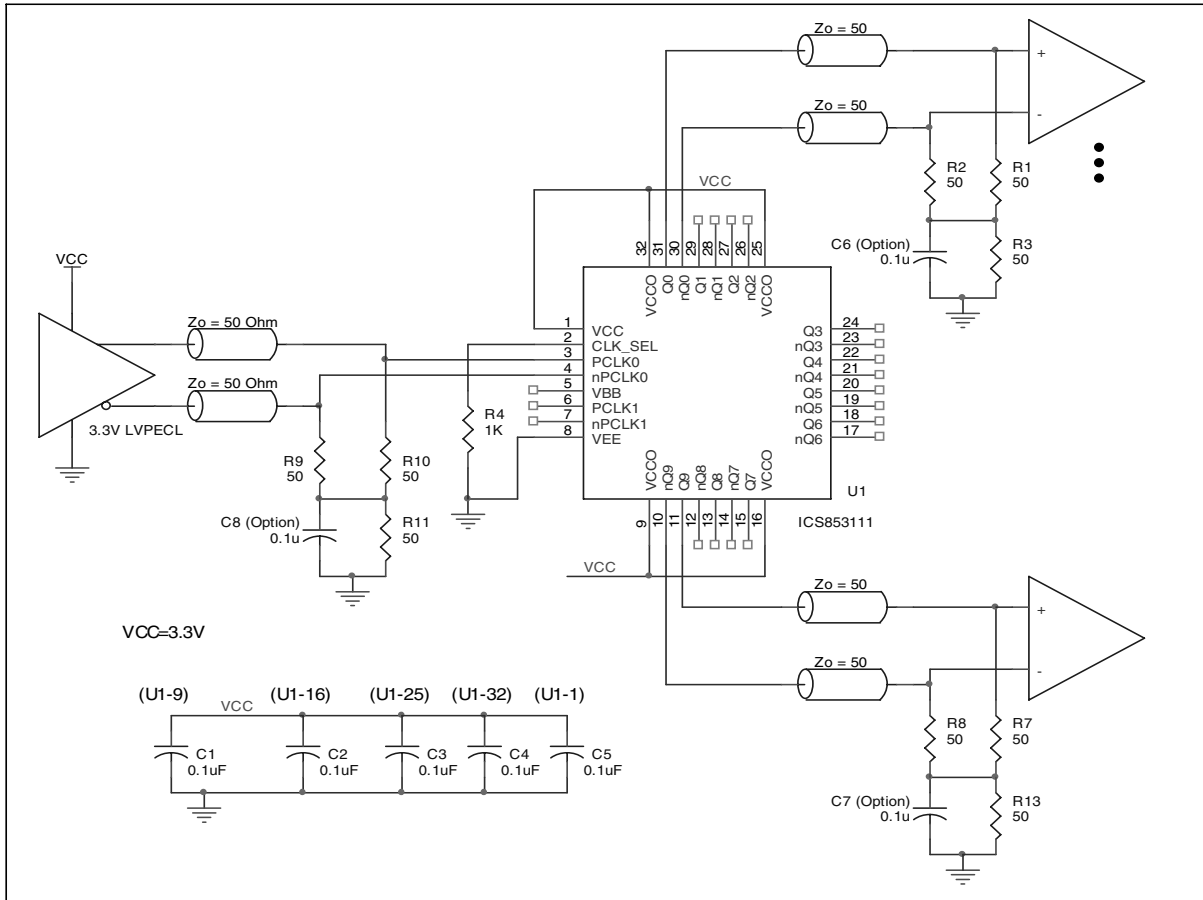 Zo = 50
+
Zo = 50
-
R2
50
R1
50
VCC
C6 (Option)
0.1u
R3
50
32
31
30
29
28
27
26
25
VCCO
Q0
nQ0
Q1
nQ1
Q2
nQ2
VCCO
VCC
Zo = 50 Ohm
Zo = 50 Ohm
3.3V LVPECL
1
2
3
4
5
6
7
8
VCC
CLK_SEL
PCLK0
nPCLK0
VBB
PCLK1
nPCLK1
VEE
Q3
nQ3
Q4
nQ4
Q5
nQ5
Q6
nQ6
24
23
22
21
20
19
18
17
R4
1K
R9
50
R10
50
C8 (Option)
0.1u
R11
50
VCCO
nQ9
Q9
nQ8
Q8
nQ7
Q7
VCCO
9
10
11
12
13
14
15
16
U1
ICS853111
VCC
Zo = 50
+
Zo = 50
-
R8
50
R7
50
C7 (Option)
0.1u
R13
50
VCC=3.3V
(U1-9)
(U1-16)
(U1-25)
(U1-32)
(U1-1)
VCC
C1
0.1uF
C2
0.1uF
C3
0.1uF
C4
0.1uF
C5
0.1uF